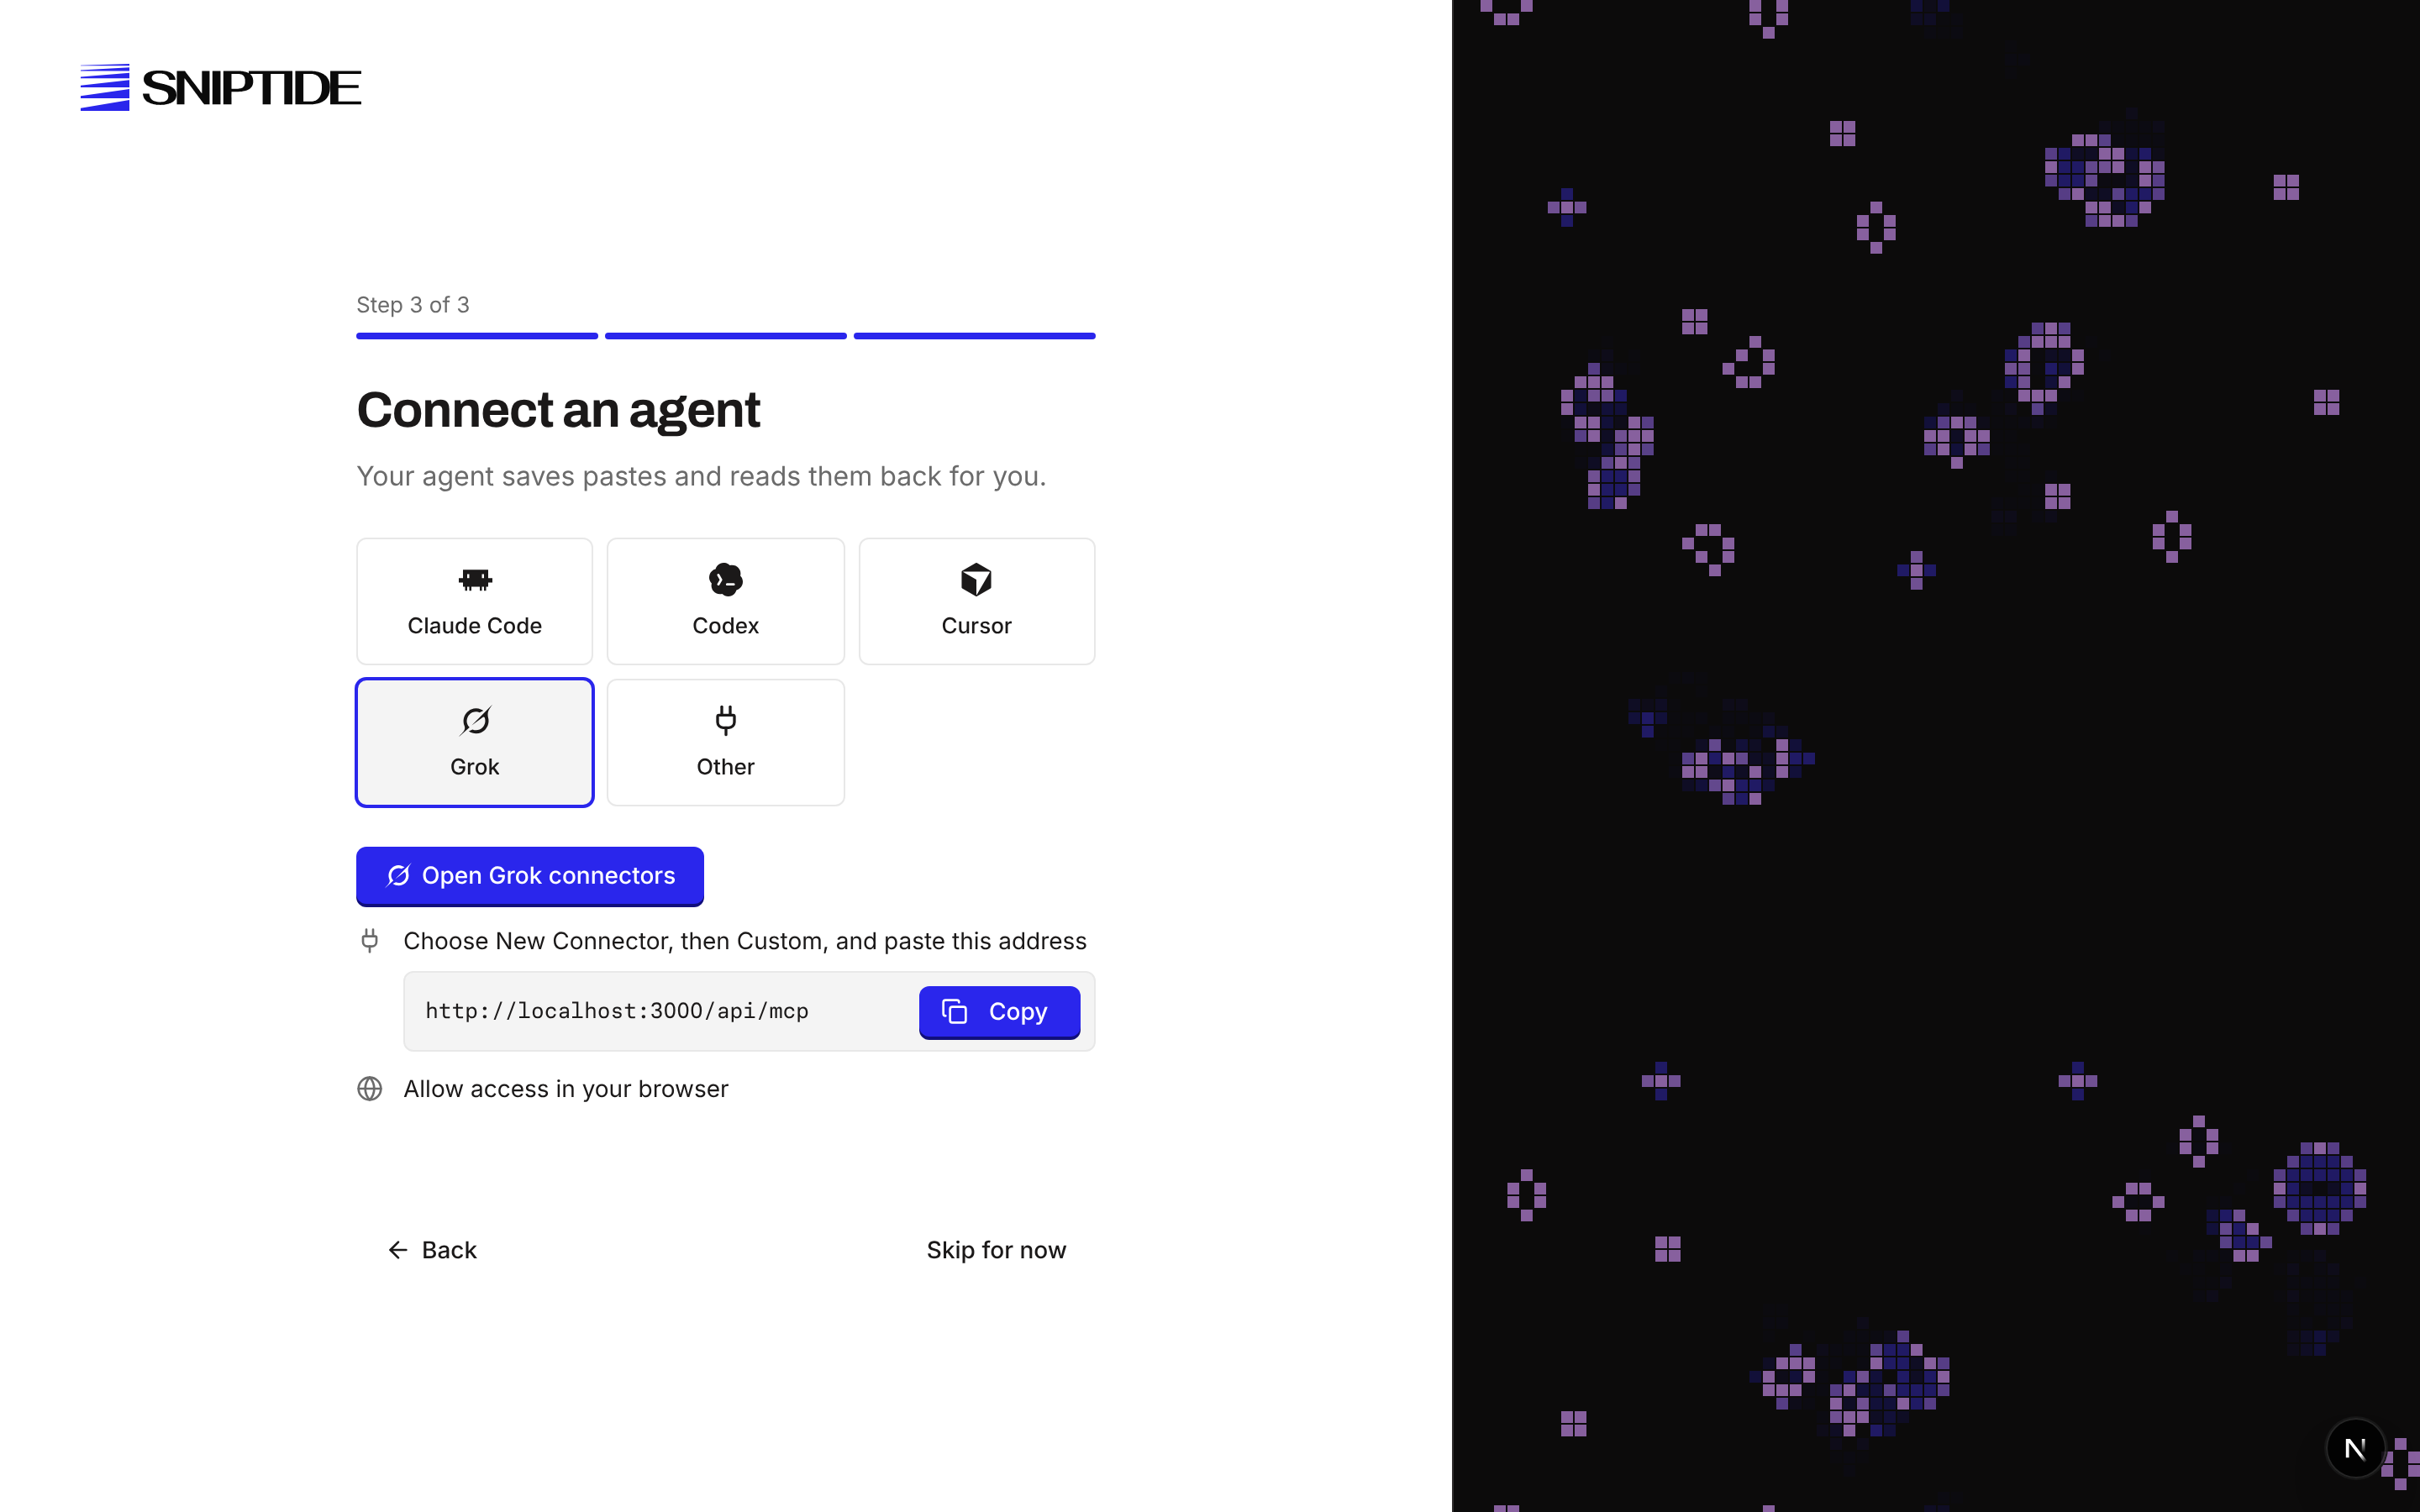 SNIPTIDE
Step 3 of 3
Connect an agent
Your agent saves pastes and reads them back for you.
Claude Code
Codex
Cursor
Grok
Other
Open Grok connectors
Choose New Connector, then Custom, and paste this address
http://localhost:3000/api/mcp
Copy
Allow access in your browser
Back
Skip for now
N